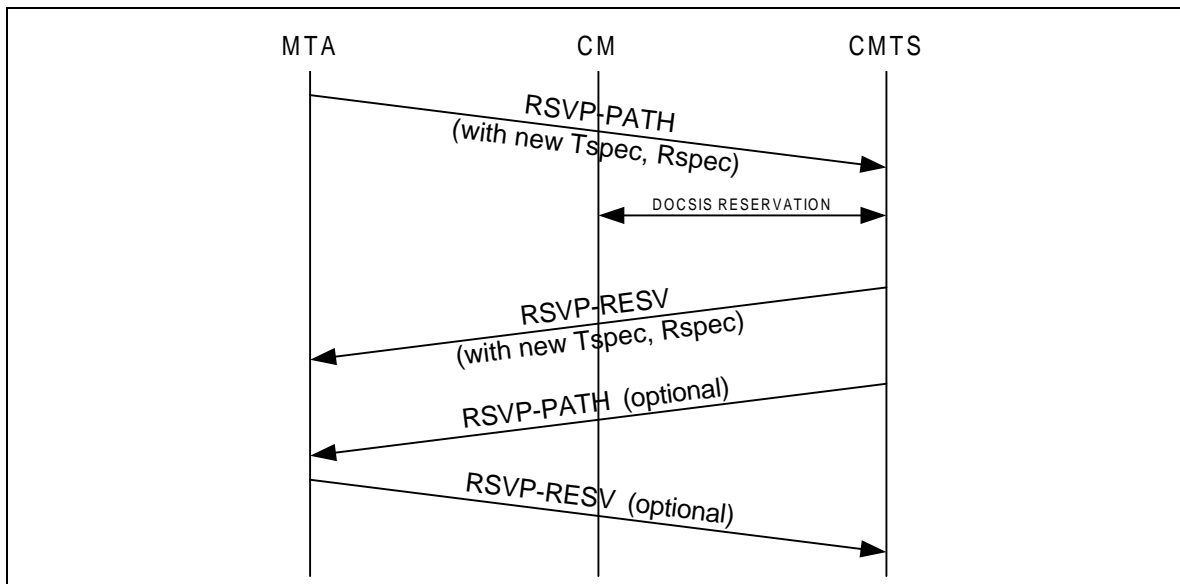 MTA CM CMTS
RSVP-PATH
(with new Tspec, Rspec)
DOCSIS RESERVATION
RSVP-RESV
(with new Tspec, Rspec)
RSVP-PATH (optional)
RSVP-RESV (optional)